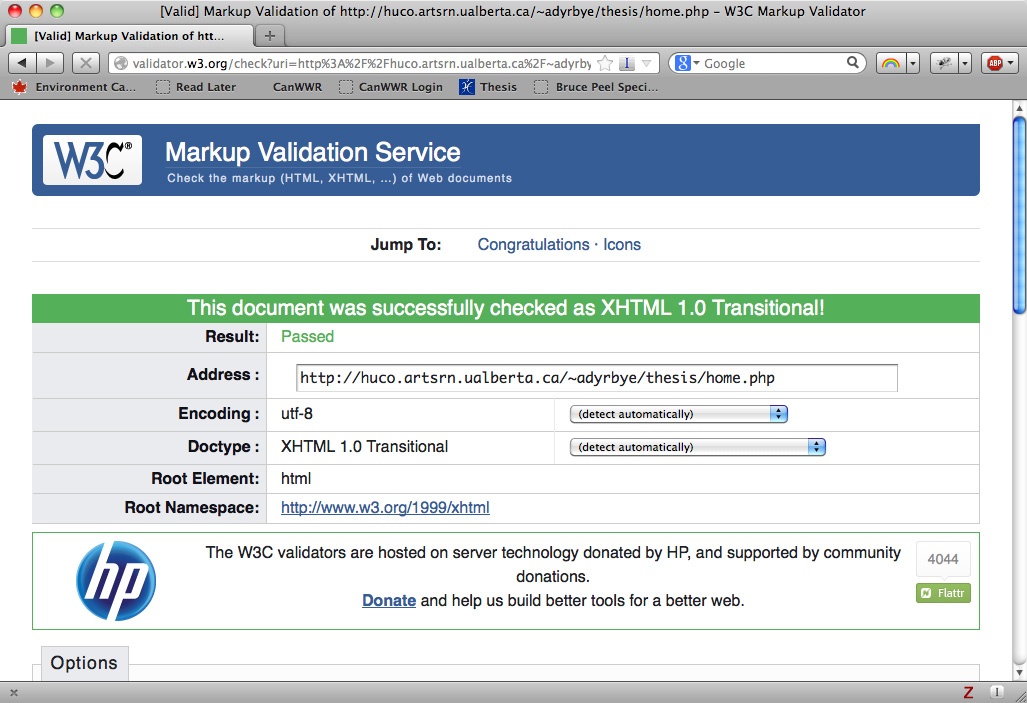 [Valid] Markup Validation of http://huco.artsrn.ualberta.ca/~adyrbye/thesis/home.php – W3C Markup Validator
[Valid] Markup Validation of htt...
validator.w3.org/check?uri=http%3A%2F%2Fhuco.artsrn.ualberta.ca%2F~adyrby
Google
ABP
Environment Ca...
Read Later
CanWWR
CanWWR Login
Thesis
Bruce Peel Speci...
W3C®
Markup Validation Service
Check the markup (HTML, XHTML, …) of Web documents
Jump To: Congratulations · Icons
This document was successfully checked as XHTML 1.0 Transitional!
Result: Passed
Address : http://huco.artsrn.ualberta.ca/~adyrbye/thesis/home.php
Encoding : utf-8 (detect automatically)
Doctype : XHTML 1.0 Transitional (detect automatically)
Root Element: html
Root Namespace: http://www.w3.org/1999/xhtml
hp
The W3C validators are hosted on server technology donated by HP, and supported by community
donations.
Donate and help us build better tools for a better web.
4044
Flattr
Options
Z I